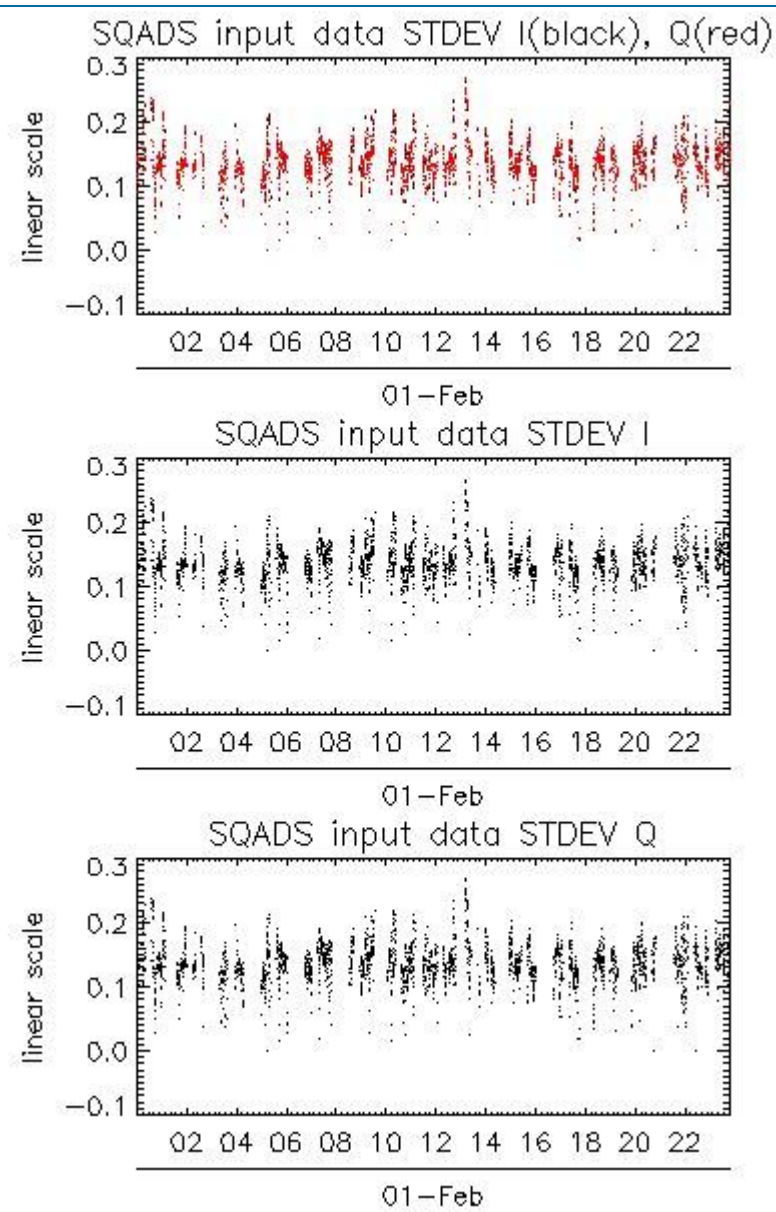 SQADS input data STDEV I(black), Q(red)
0.3
0.2
0.1
0.0
−0.1
linear scale
02 04 06 08 10 12 14 16 18 20 22
01−Feb
SQADS input data STDEV I
0.3
0.2
0.1
0.0
−0.1
linear scale
02 04 06 08 10 12 14 16 18 20 22
01−Feb
SQADS input data STDEV Q
0.3
0.2
0.1
0.0
−0.1
linear scale
02 04 06 08 10 12 14 16 18 20 22
01−Feb